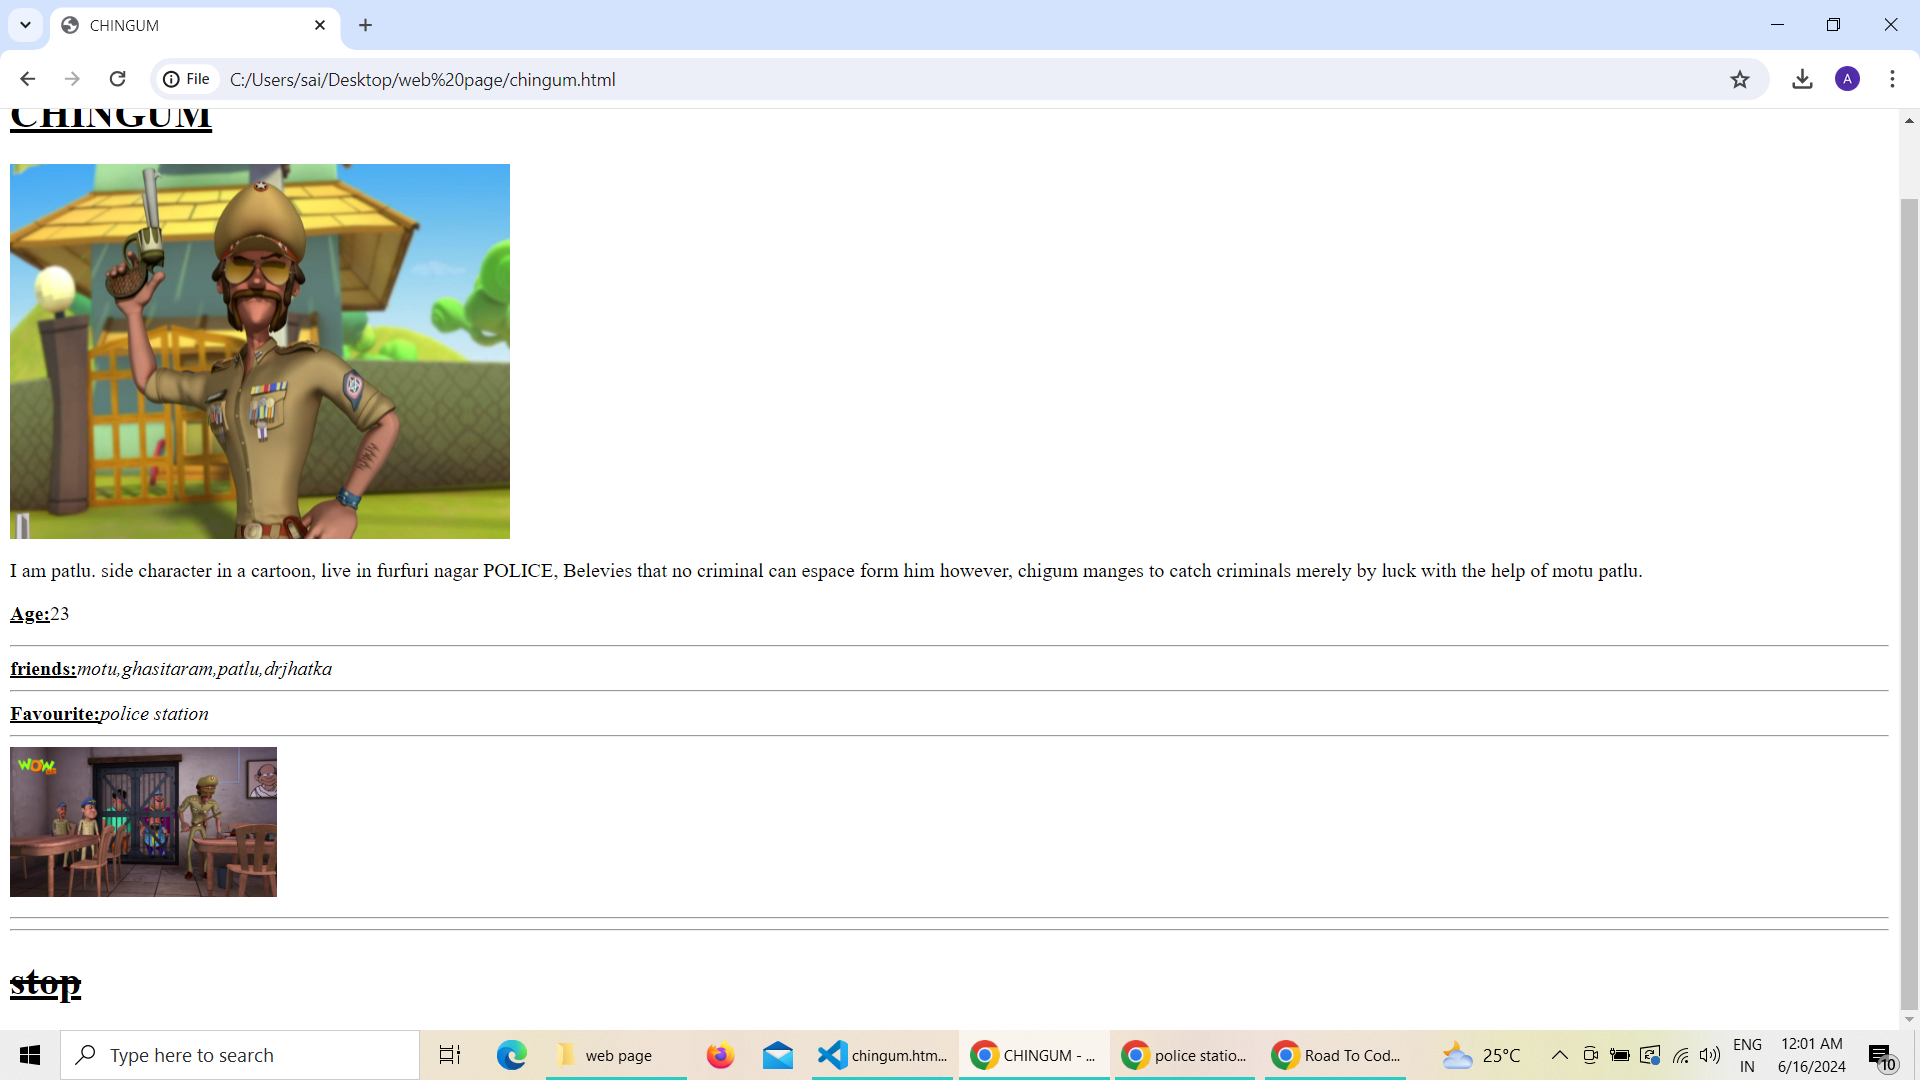 CHINGUM
File
C:/Users/sai/Desktop/web%20page/chingum.html
A
CHINGUM
I am patlu. side character in a cartoon, live in furfuri nagar POLICE, Belevies that no criminal can espace form him however, chigum manges to catch criminals merely by luck with the help of motu patlu.
Age:23
friends:motu,ghasitaram,patlu,drjhatka
Favourite:police station
WOW
stop
Type here to search
web page
chingum.htm...
CHINGUM - ...
police statio...
Road To Cod...
25°C
ENG
IN
12:01 AM
6/16/2024
10